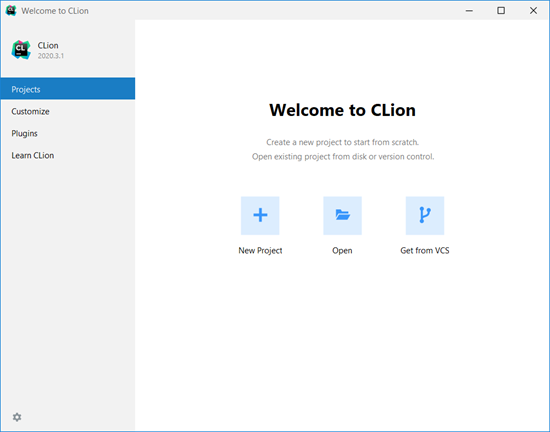 Welcome to CLion
CL
CLion
2020.3.1
Projects
Customize
Plugins
Learn CLion
Welcome to CLion
Create a new project to start from scratch.
Open existing project from disk or version control.
New Project
Open
Get from VCS